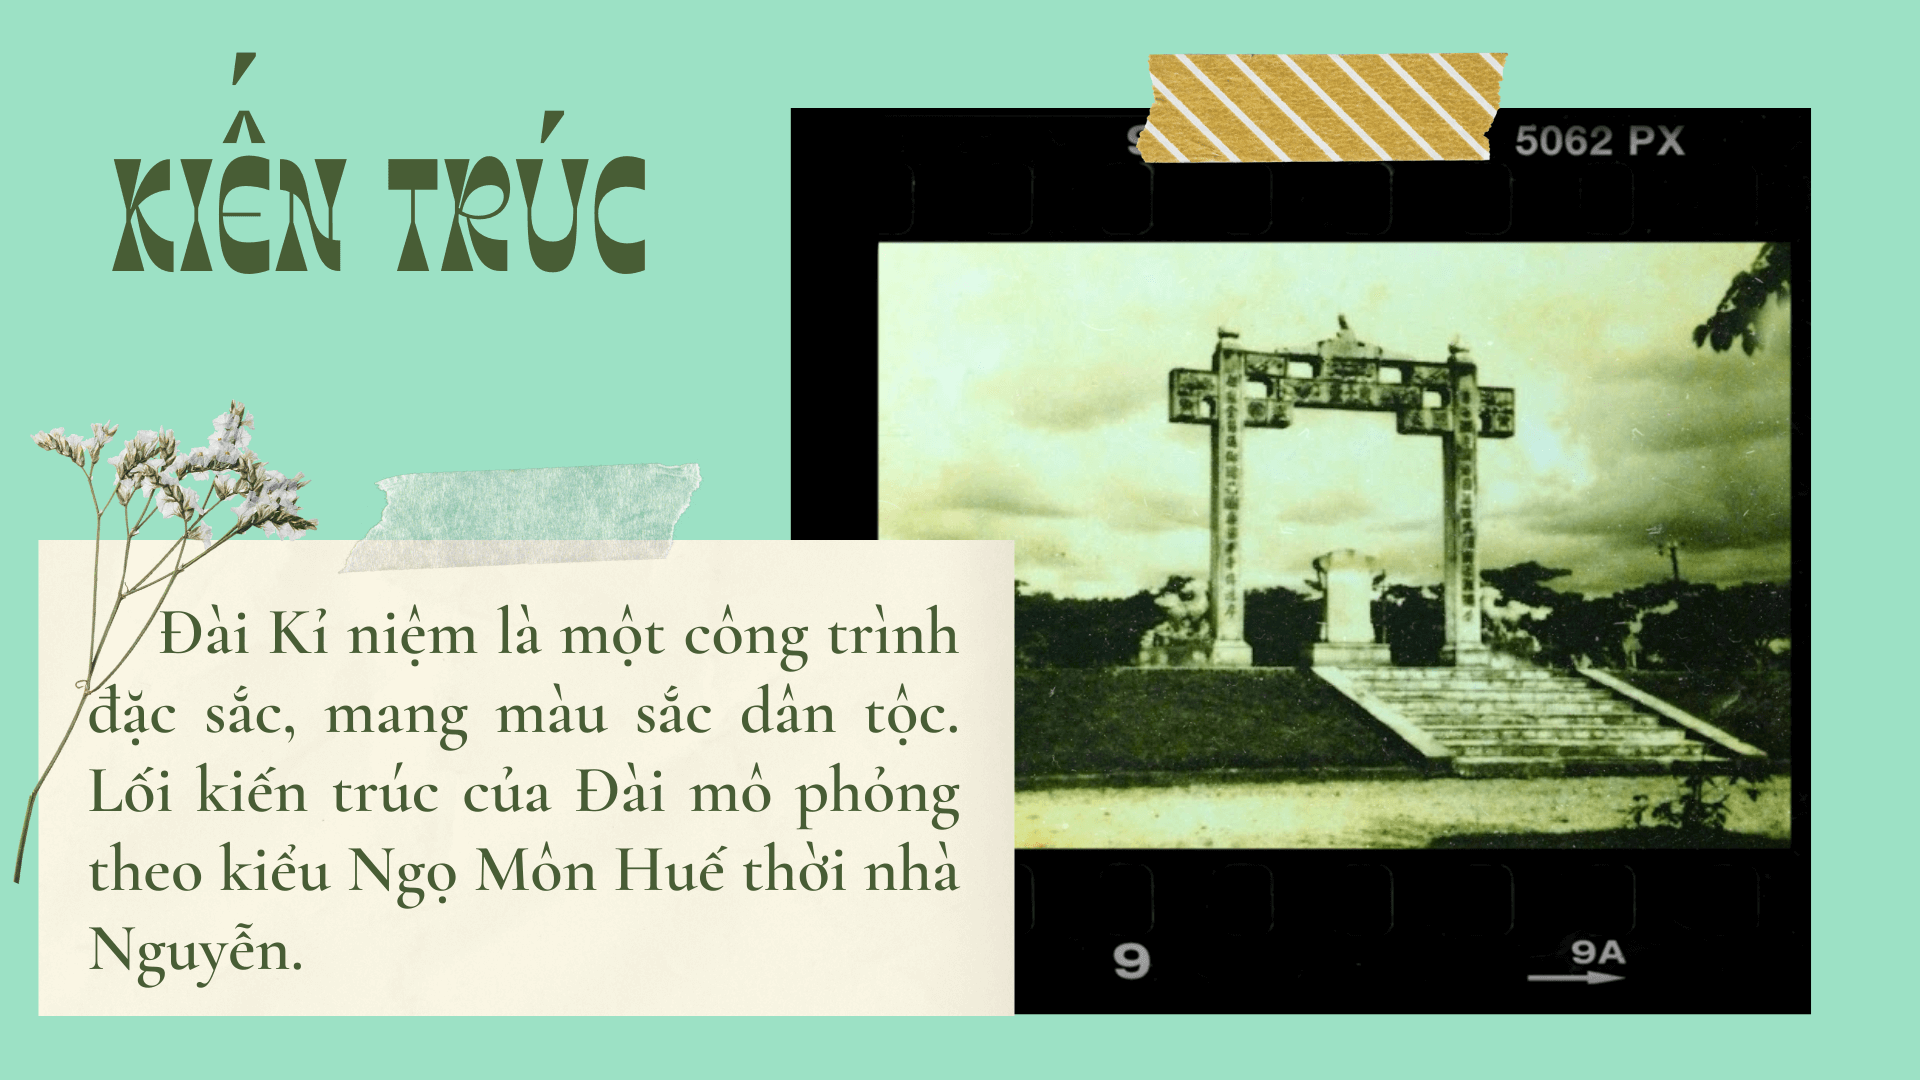 KIẾN TRÚC
5062 PX
Đài Kỉ niệm là một công trình
đặc sắc, mang màu sắc dân tộc.
Lối kiến trúc của Đài mô phỏng
theo kiểu Ngọ Môn Huế thời nhà
Nguyễn.
9
9A